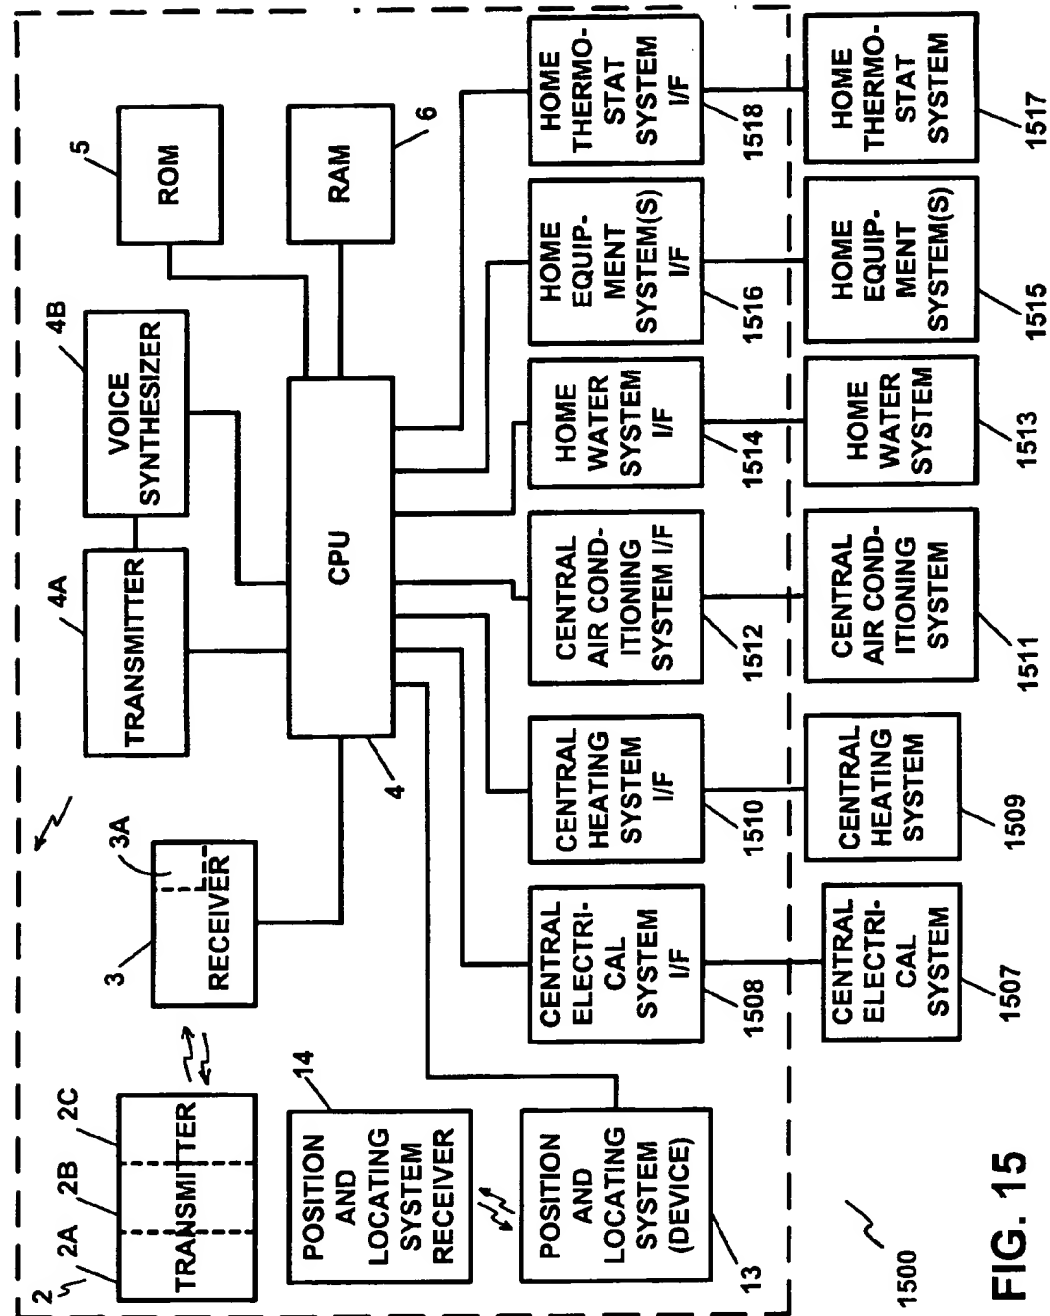 2
2A
2B
2C
TRANSMITTER
3
3A
RECEIVER
4A
TRANSMITTER
4B
VOICE
SYNTHESIZER
5
ROM
14
POSITION
AND
LOCATING
SYSTEM
RECEIVER
4
CPU
RAM
6
13
POSITION
AND
LOCATING
SYSTEM
(DEVICE)
CENTRAL
ELECTRI-
CAL
SYSTEM
I/F
1508
CENTRAL
HEATING
SYSTEM
I/F
1510
CENTRAL
AIR COND-
ITIONING
SYSTEM I/F
1512
HOME
WATER
SYSTEM
I/F
1514
HOME
EQUIP-
MENT
SYSTEM(S)
I/F
1516
HOME
THERMO-
STAT
SYSTEM
I/F
1518
CENTRAL
ELECTRI-
CAL
SYSTEM
1507
CENTRAL
HEATING
SYSTEM
1509
CENTRAL
AIR COND-
ITIONING
SYSTEM
1511
HOME
WATER
SYSTEM
1513
HOME
EQUIP-
MENT
SYSTEM(S)
1515
HOME
THERMO-
STAT
SYSTEM
1517
1500
FIG. 15